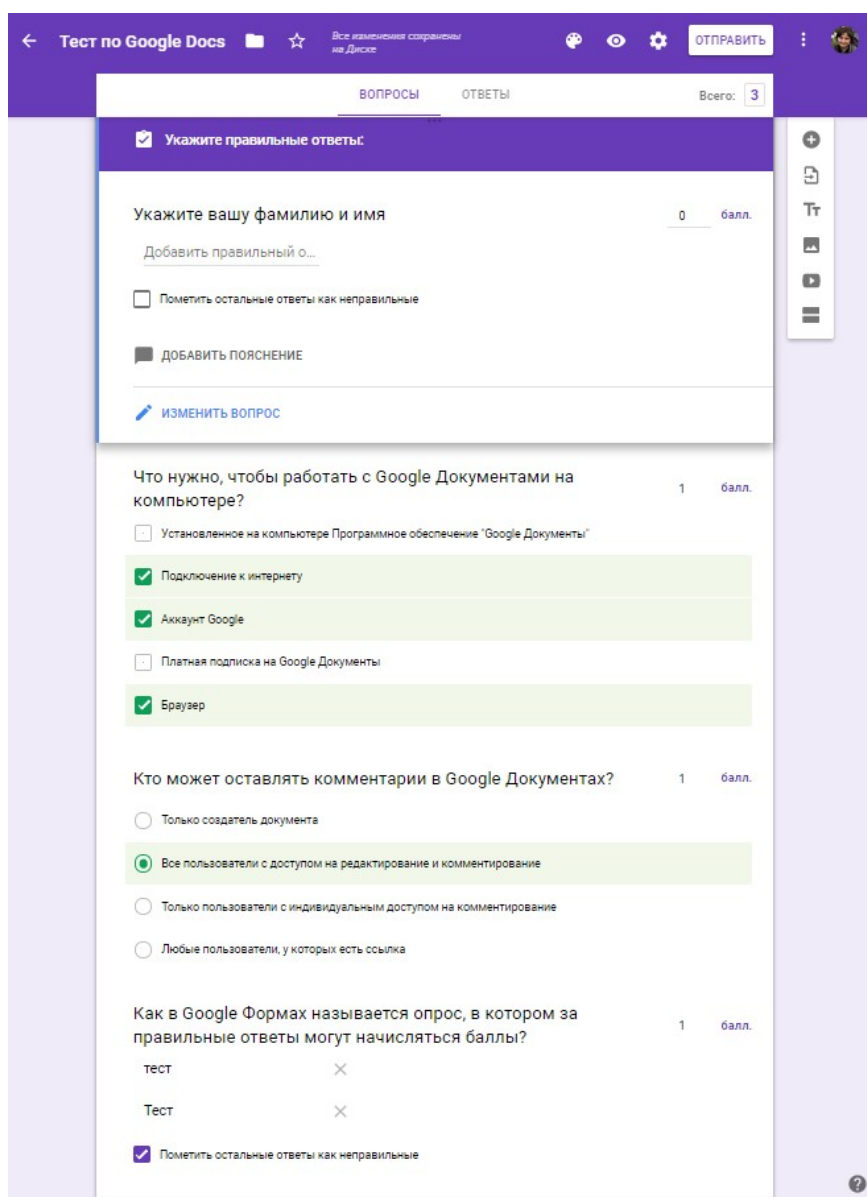 Тест по Google Docs
Все изменения сохранены
на Диске
ОТПРАВИТЬ
ВОПРОСЫ ОТВЕТЫ Всего: 3
Укажите правильные ответы:
Укажите вашу фамилию и имя 0 балл.
Добавить правильный о...
Пометить остальные ответы как неправильные
ДОБАВИТЬ ПОЯСНЕНИЕ
ИЗМЕНИТЬ ВОПРОС
Что нужно, чтобы работать с Google Документами на
компьютере? 1 балл.
Установленное на компьютере Программное обеспечение "Google Документы"
Подключение к интернету
Аккаунт Google
Платная подписка на Google Документы
Браузер
Кто может оставлять комментарии в Google Документах? 1 балл.
Только создатель документа
Все пользователи с доступом на редактирование и комментирование
Только пользователи с индивидуальным доступом на комментирование
Любые пользователи, у которых есть ссылка
Как в Google Формах называется опрос, в котором за
правильные ответы могут начисляться баллы? 1 балл.
тест
Тест
Пометить остальные ответы как неправильные